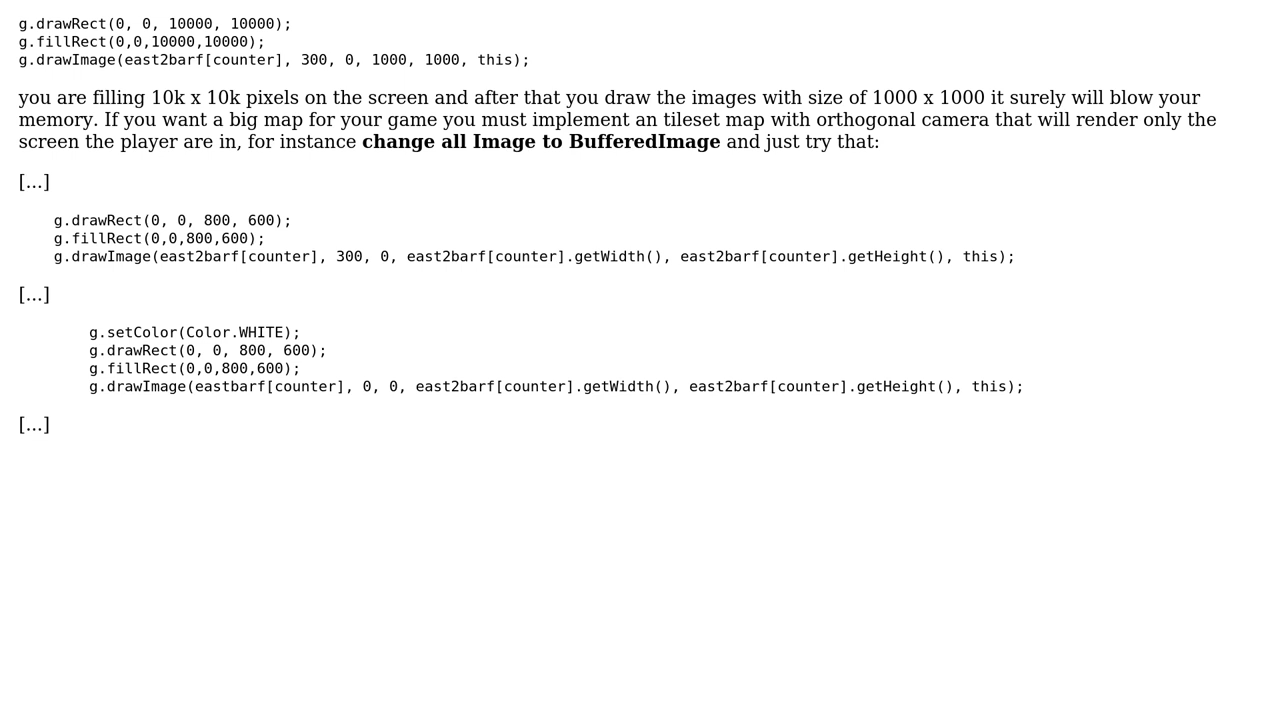 g.drawRect(0, 0, 10000, 10000);
g.fillRect(0,0,10000,10000);
g.drawImage(east2barf[counter], 300, 0, 1000, 1000, this);
you are filling 10k x 10k pixels on the screen and after that you draw the images with size of 1000 x 1000 it surely will blow your
memory. If you want a big map for your game you must implement an tileset map with orthogonal camera that will render only the
screen the player are in, for instance change all Image to BufferedImage and just try that:
[...]
g.drawRect(0, 0, 800, 600);
g.fillRect(0,0,800,600);
g.drawImage(east2barf[counter], 300, 0, east2barf[counter].getWidth(), east2barf[counter].getHeight(), this);
[...]
g.setColor(Color.WHITE);
g.drawRect(0, 0, 800, 600);
g.fillRect(0,0,800,600);
g.drawImage(eastbarf[counter], 0, 0, east2barf[counter].getWidth(), east2barf[counter].getHeight(), this);
[...]